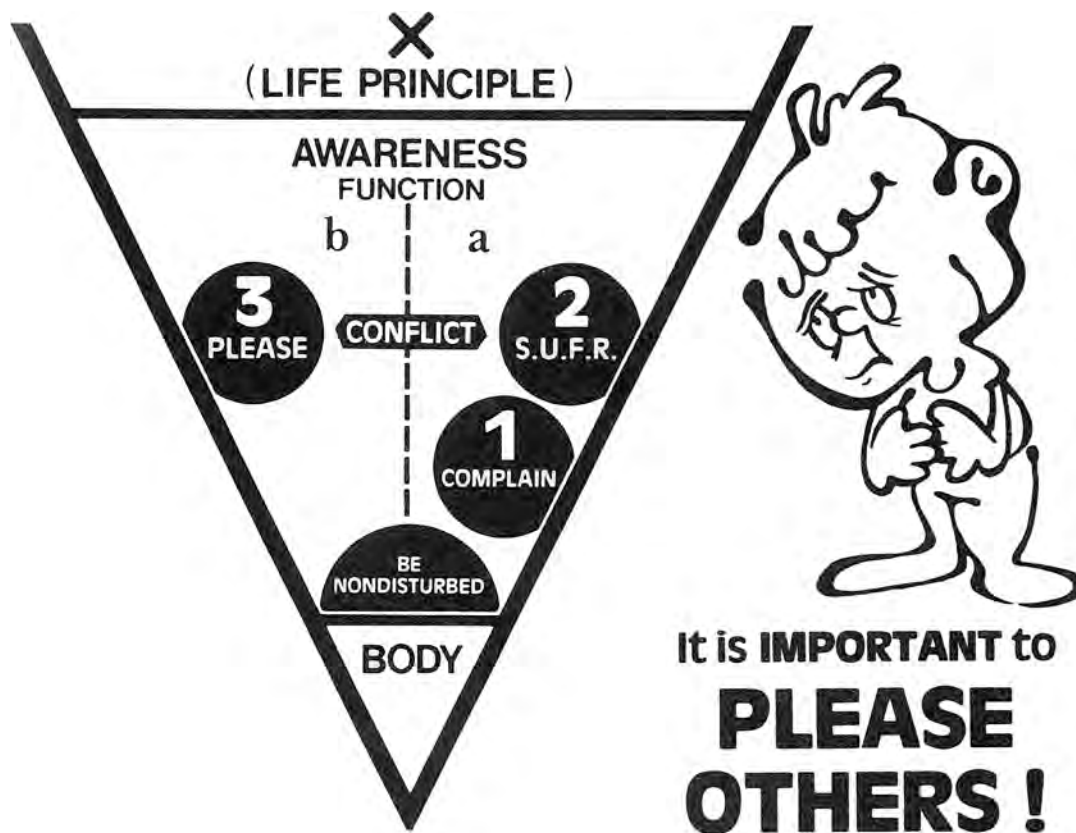 X
(LIFE PRINCIPLE)
AWARENESS
FUNCTION
b a
3
PLEASE
CONFLICT
2
S.U.F.R.
1
COMPLAIN
BE
NONDISTURBED
BODY
It is IMPORTANT to
PLEASE
OTHERS !